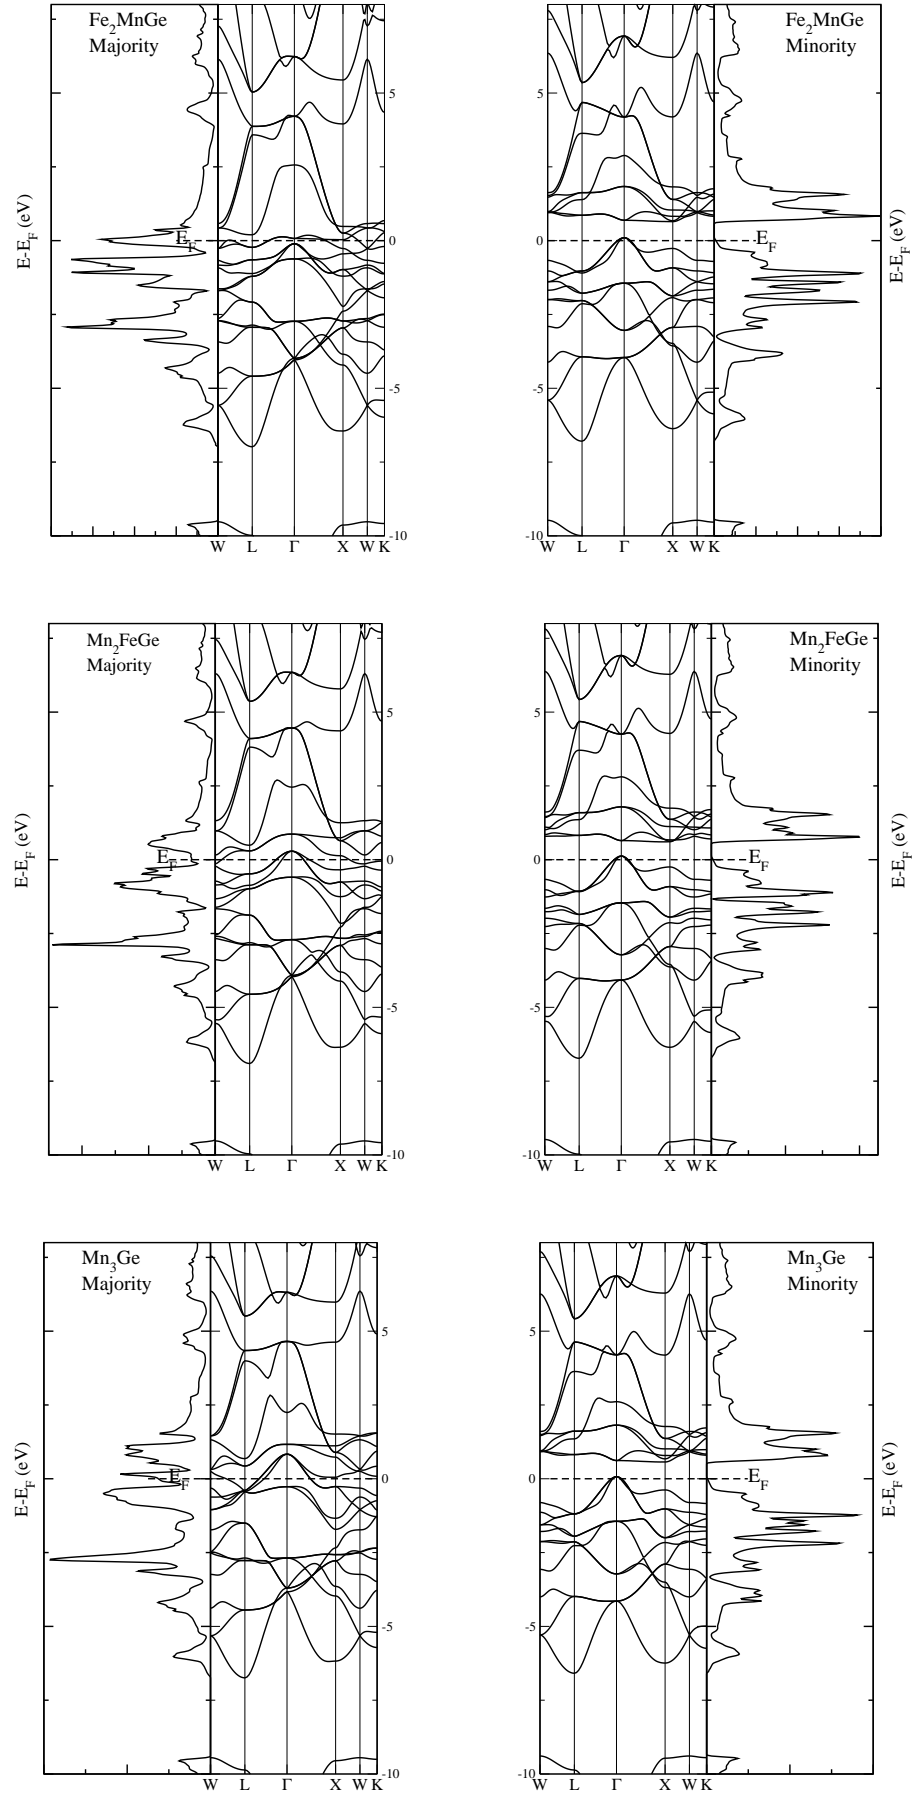 Fe2MnGe
Majority
E-EF (eV)
5
0
-5
-10
EF
W L Γ X W K
Fe2MnGe
Minority
E-EF (eV)
5
0
-5
-10
EF
W L Γ X W K
Mn2FeGe
Majority
E-EF (eV)
5
0
-5
-10
EF
W L Γ X W K
Mn2FeGe
Minority
E-EF (eV)
5
0
-5
-10
EF
W L Γ X W K
Mn3Ge
Majority
E-EF (eV)
5
0
-5
-10
EF
W L Γ X W K
Mn3Ge
Minority
E-EF (eV)
5
0
-5
-10
EF
W L Γ X W K